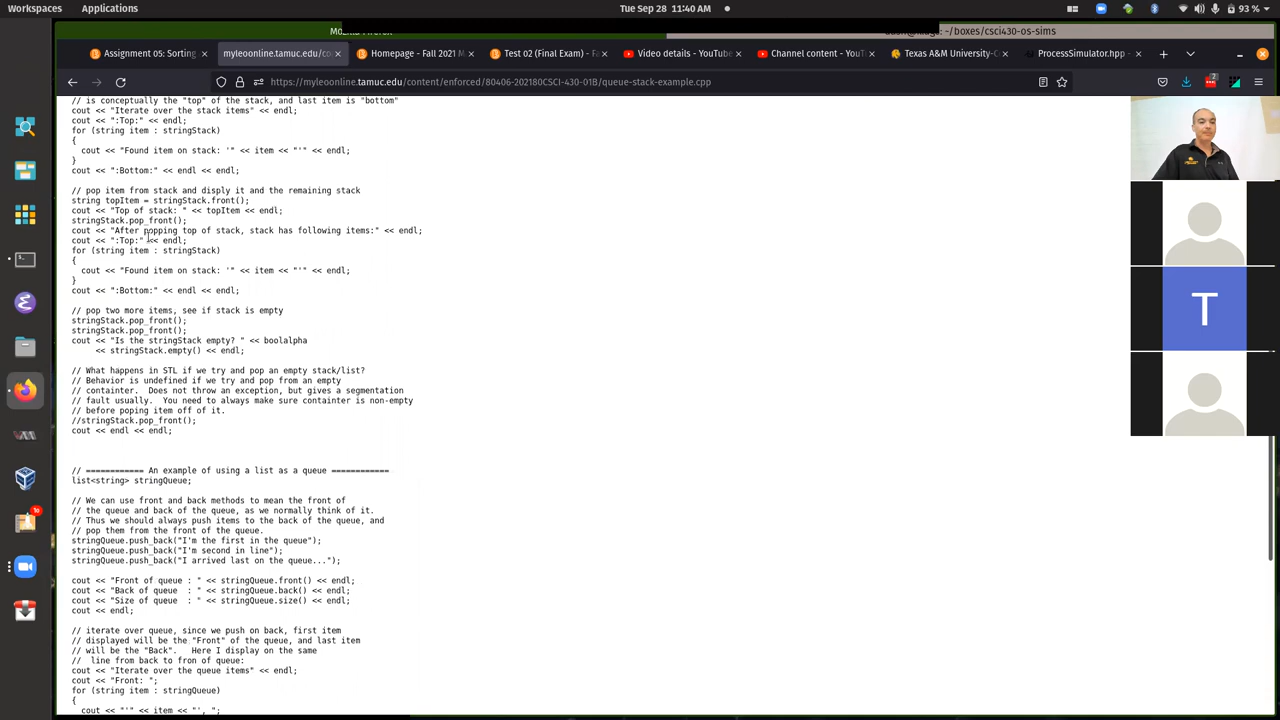 Workspaces Applications Tue Sep 28 11:40 AM 93 %
csci430-os-sims
Assignment 05: Sorting
myleoonline.tamuc.edu/co
Homepage - Fall 2021 M
Test 02 (Final Exam) - Fa
Video details - YouTube
Channel content - YouT
Texas A&M University-C
ProcessSimulator.hpp -
https://myleoonline.tamuc.edu/content/enforced/80406-202180CSCI-430-01B/queue-stack-example.cpp
// is conceptually the "top" of the stack, and last item is "bottom"
cout << "Iterate over the stack items" << endl;
cout << ":Top:" << endl;
for (string item : stringStack)
{
cout << "Found item on stack: '" << item << "'" << endl;
}
cout << ":Bottom:" << endl << endl;
// pop item from stack and disply it and the remaining stack
string topItem = stringStack.front();
cout << "Top of stack: " << topItem << endl;
stringStack.pop_front();
cout << "After popping top of stack, stack has following items:" << endl;
cout << ":Top:" << endl;
for (string item : stringStack)
{
cout << "Found item on stack: '" << item << "'" << endl;
}
cout << ":Bottom:" << endl << endl;
// pop two more items, see if stack is empty
stringStack.pop_front();
stringStack.pop_front();
cout << "Is the stringStack empty? " << boolalpha
<< stringStack.empty() << endl;
// What happens in STL if we try and pop an empty stack/list?
// Behavior is undefined if we try and pop from an empty
// containter. Does not throw an exception, but gives a segmentation
// fault usually. You need to always make sure containter is non-empty
// before poping item off of it.
//stringStack.pop_front();
cout << endl << endl;
// ============ An example of using a list as a queue ============
list<string> stringQueue;
// We can use front and back methods to mean the front of
// the queue and back of the queue, as we normally think of it.
// Thus we should always push items to the back of the queue, and
// pop them from the front of the queue.
stringQueue.push_back("I'm the first in the queue");
stringQueue.push_back("I'm second in line");
stringQueue.push_back("I arrived last on the queue...");
cout << "Front of queue : " << stringQueue.front() << endl;
cout << "Back of queue  : " << stringQueue.back() << endl;
cout << "Size of queue  : " << stringQueue.size() << endl;
cout << endl;
// iterate over queue, since we push on back, first item
// displayed will be the "Front" of the queue, and last item
// will be the "Back".  Here I display on the same
//  line from back to fron of queue:
cout << "Iterate over the queue items" << endl;
cout << "Front: ";
for (string item : stringQueue)
{
cout << "'" << item << "', ";
T